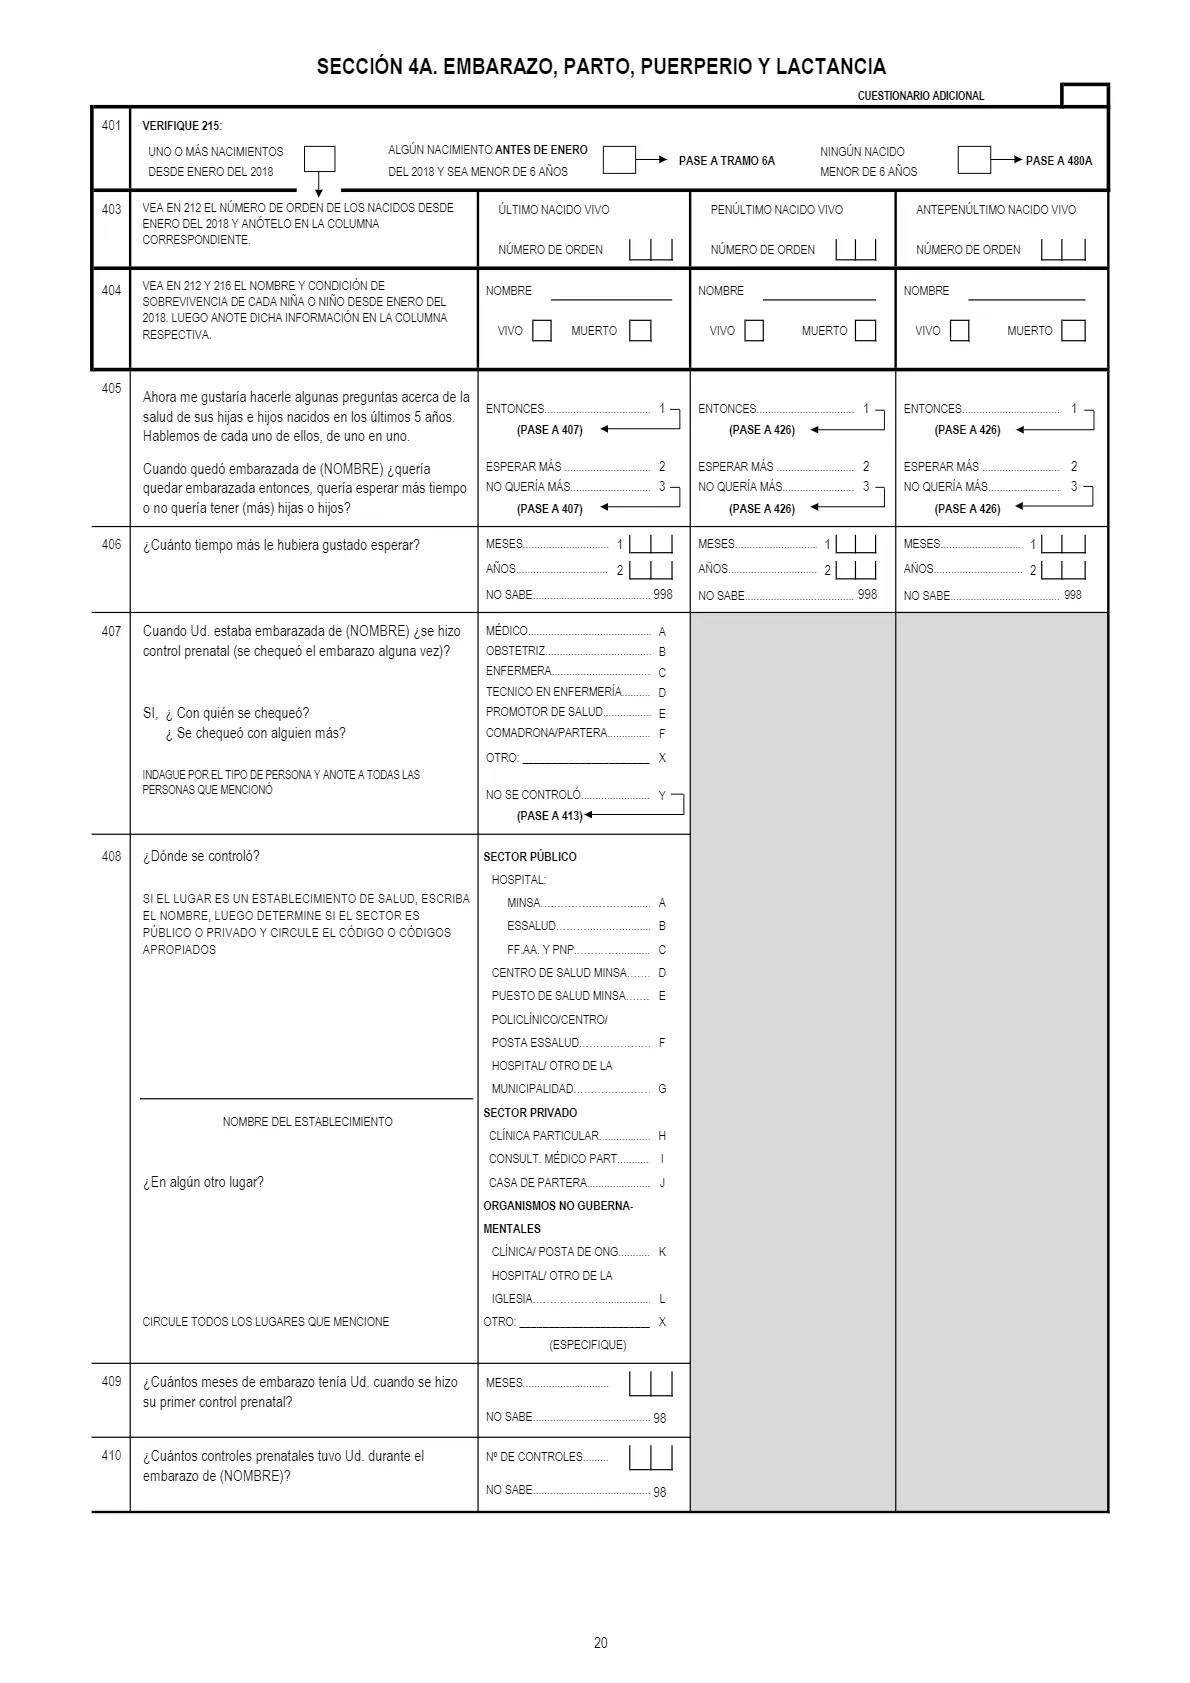 SECCIÓN 4A. EMBARAZO, PARTO, PUERPERIO Y LACTANCIA
CUESTIONARIO ADICIONAL
401 VERIFIQUE 215:
UNO O MÁS NACIMIENTOS
DESDE ENERO DEL 2018
ALGÚN NACIMIENTO ANTES DE ENERO
DEL 2018 Y SEA MENOR DE 6 AÑOS
PASE A TRAMO 6A
NINGÚN NACIDO
MENOR DE 6 AÑOS
PASE A 480A
403 VEA EN 212 EL NÚMERO DE ORDEN DE LOS NACIDOS DESDE
ENERO DEL 2018 Y ANÓTELO EN LA COLUMNA
CORRESPONDIENTE.
ÚLTIMO NACIDO VIVO
NÚMERO DE ORDEN
PENÚLTIMO NACIDO VIVO
NÚMERO DE ORDEN
ANTEPENÚLTIMO NACIDO VIVO
NÚMERO DE ORDEN
404 VEA EN 212 Y 216 EL NOMBRE Y CONDICIÓN DE
SOBREVIVENCIA DE CADA NIÑA O NIÑO DESDE ENERO DEL
2018. LUEGO ANOTE DICHA INFORMACIÓN EN LA COLUMNA
RESPECTIVA.
NOMBRE
VIVO MUERTO
NOMBRE
VIVO MUERTO
NOMBRE
VIVO MUERTO
405 Ahora me gustaría hacerle algunas preguntas acerca de la
salud de sus hijas e hijos nacidos en los últimos 5 años.
Hablemos de cada uno de ellos, de uno en uno.
Cuando quedó embarazada de (NOMBRE) ¿quería
quedar embarazada entonces, quería esperar más tiempo
o no quería tener (más) hijas o hijos?
ENTONCES..................................... 1
(PASE A 407)
ESPERAR MÁS .............................. 2
NO QUERÍA MÁS............................ 3
(PASE A 407)
ENTONCES.................................. 1
(PASE A 426)
ESPERAR MÁS ........................... 2
NO QUERÍA MÁS......................... 3
(PASE A 426)
ENTONCES.................................. 1
(PASE A 426)
ESPERAR MÁS ........................... 2
NO QUERÍA MÁS......................... 3
(PASE A 426)
406 ¿Cuánto tiempo más le hubiera gustado esperar?
MESES.............................. 1
AÑOS................................ 2
NO SABE......................................... 998
MESES............................. 1
AÑOS............................... 2
NO SABE...................................... 998
MESES............................. 1
AÑOS............................... 2
NO SABE...................................... 998
407 Cuando Ud. estaba embarazada de (NOMBRE) ¿se hizo
control prenatal (se chequeó el embarazo alguna vez)?
SI, ¿ Con quién se chequeó?
¿ Se chequeó con alguien más?
INDAGUE POR EL TIPO DE PERSONA Y ANOTE A TODAS LAS
PERSONAS QUE MENCIONÓ
MÉDICO........................................... A
OBSTETRIZ..................................... B
ENFERMERA................................... C
TECNICO EN ENFERMERÍA.......... D
PROMOTOR DE SALUD................. E
COMADRONA/PARTERA............... F
OTRO: ______________________ X
NO SE CONTROLÓ........................ Y
(PASE A 413)
408 ¿Dónde se controló?
SI EL LUGAR ES UN ESTABLECIMIENTO DE SALUD, ESCRIBA
EL NOMBRE, LUEGO DETERMINE SI EL SECTOR ES
PÚBLICO O PRIVADO Y CIRCULE EL CÓDIGO O CÓDIGOS
APROPIADOS
NOMBRE DEL ESTABLECIMIENTO
¿En algún otro lugar?
CIRCULE TODOS LOS LUGARES QUE MENCIONE
SECTOR PÚBLICO
HOSPITAL:
MINSA...................................... A
ESSALUD................................ B
FF.AA. Y PNP.......................... C
CENTRO DE SALUD MINSA....... D
PUESTO DE SALUD MINSA....... E
POLICLÍNICO/CENTRO/
POSTA ESSALUD........................ F
HOSPITAL/ OTRO DE LA
MUNICIPALIDAD.......................... G
SECTOR PRIVADO
CLÍNICA PARTICULAR.................. H
CONSULT. MÉDICO PART........... I
CASA DE PARTERA...................... J
ORGANISMOS NO GUBERNA-
MENTALES
CLÍNICA/ POSTA DE ONG........... K
HOSPITAL/ OTRO DE LA
IGLESIA........................................ L
OTRO: ______________________ X
(ESPECIFIQUE)
409 ¿Cuántos meses de embarazo tenía Ud. cuando se hizo
su primer control prenatal?
MESES..............................
NO SABE......................................... 98
410 ¿Cuántos controles prenatales tuvo Ud. durante el
embarazo de (NOMBRE)?
Nº DE CONTROLES.........
NO SABE......................................... 98
20